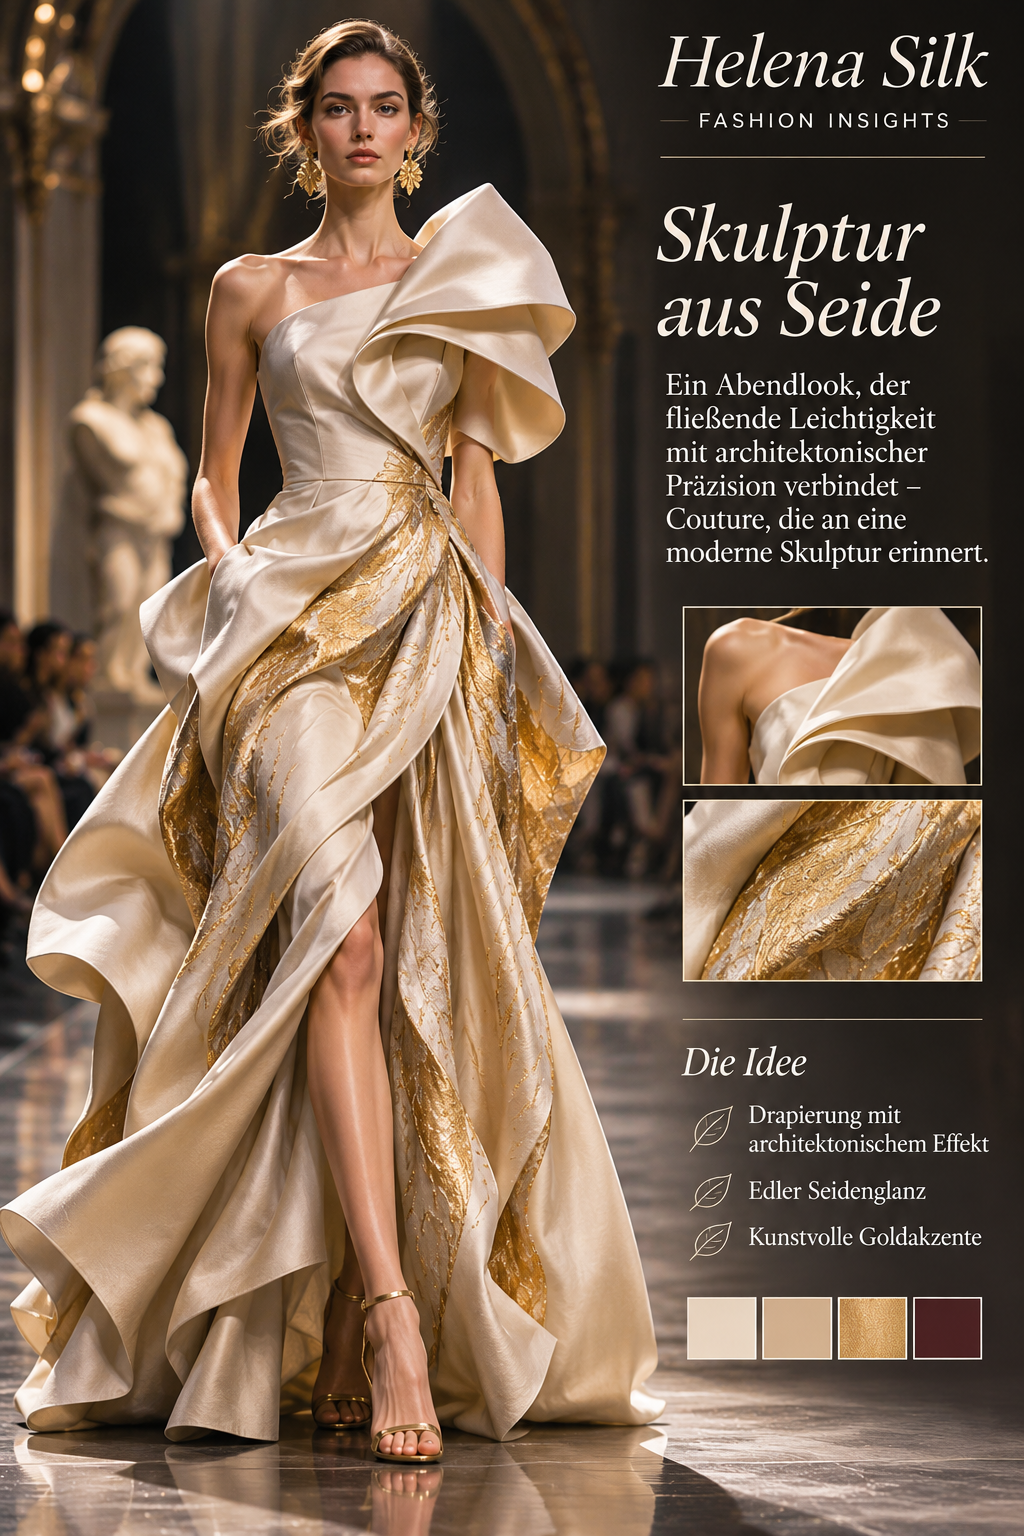 Helena Silk
FASHION INSIGHTS
Skulptur
aus Seide
Ein Abendlook, der
fließende Leichtigkeit
mit architektonischer
Präzision verbindet –
Couture, die an eine
moderne Skulptur erinnert.
Die Idee
Drapierung mit
architektonischem Effekt
Edler Seidenglanz
Kunstvolle Goldakzente